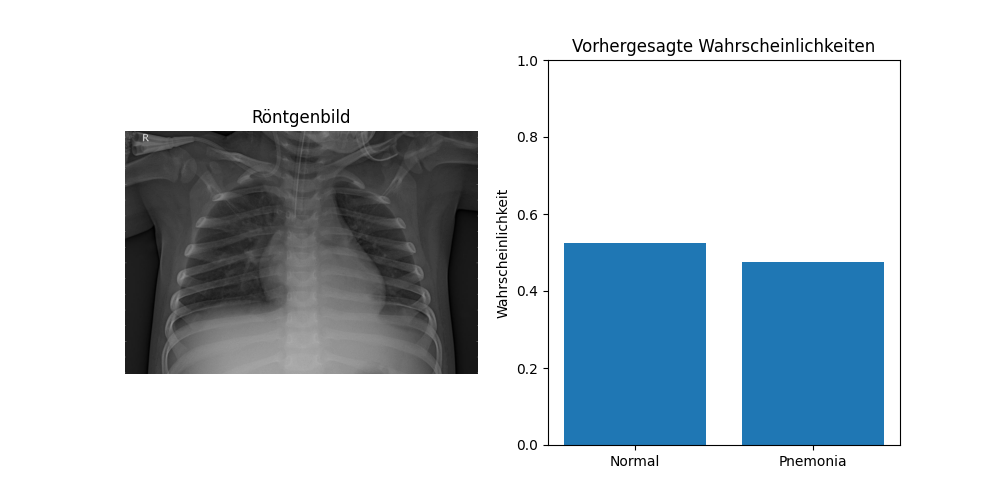 Röntgenbild
R
Vorhergesagte Wahrscheinlichkeiten
Wahrscheinlichkeit
1.0
0.8
0.6
0.4
0.2
0.0
Normal
Pnemonia